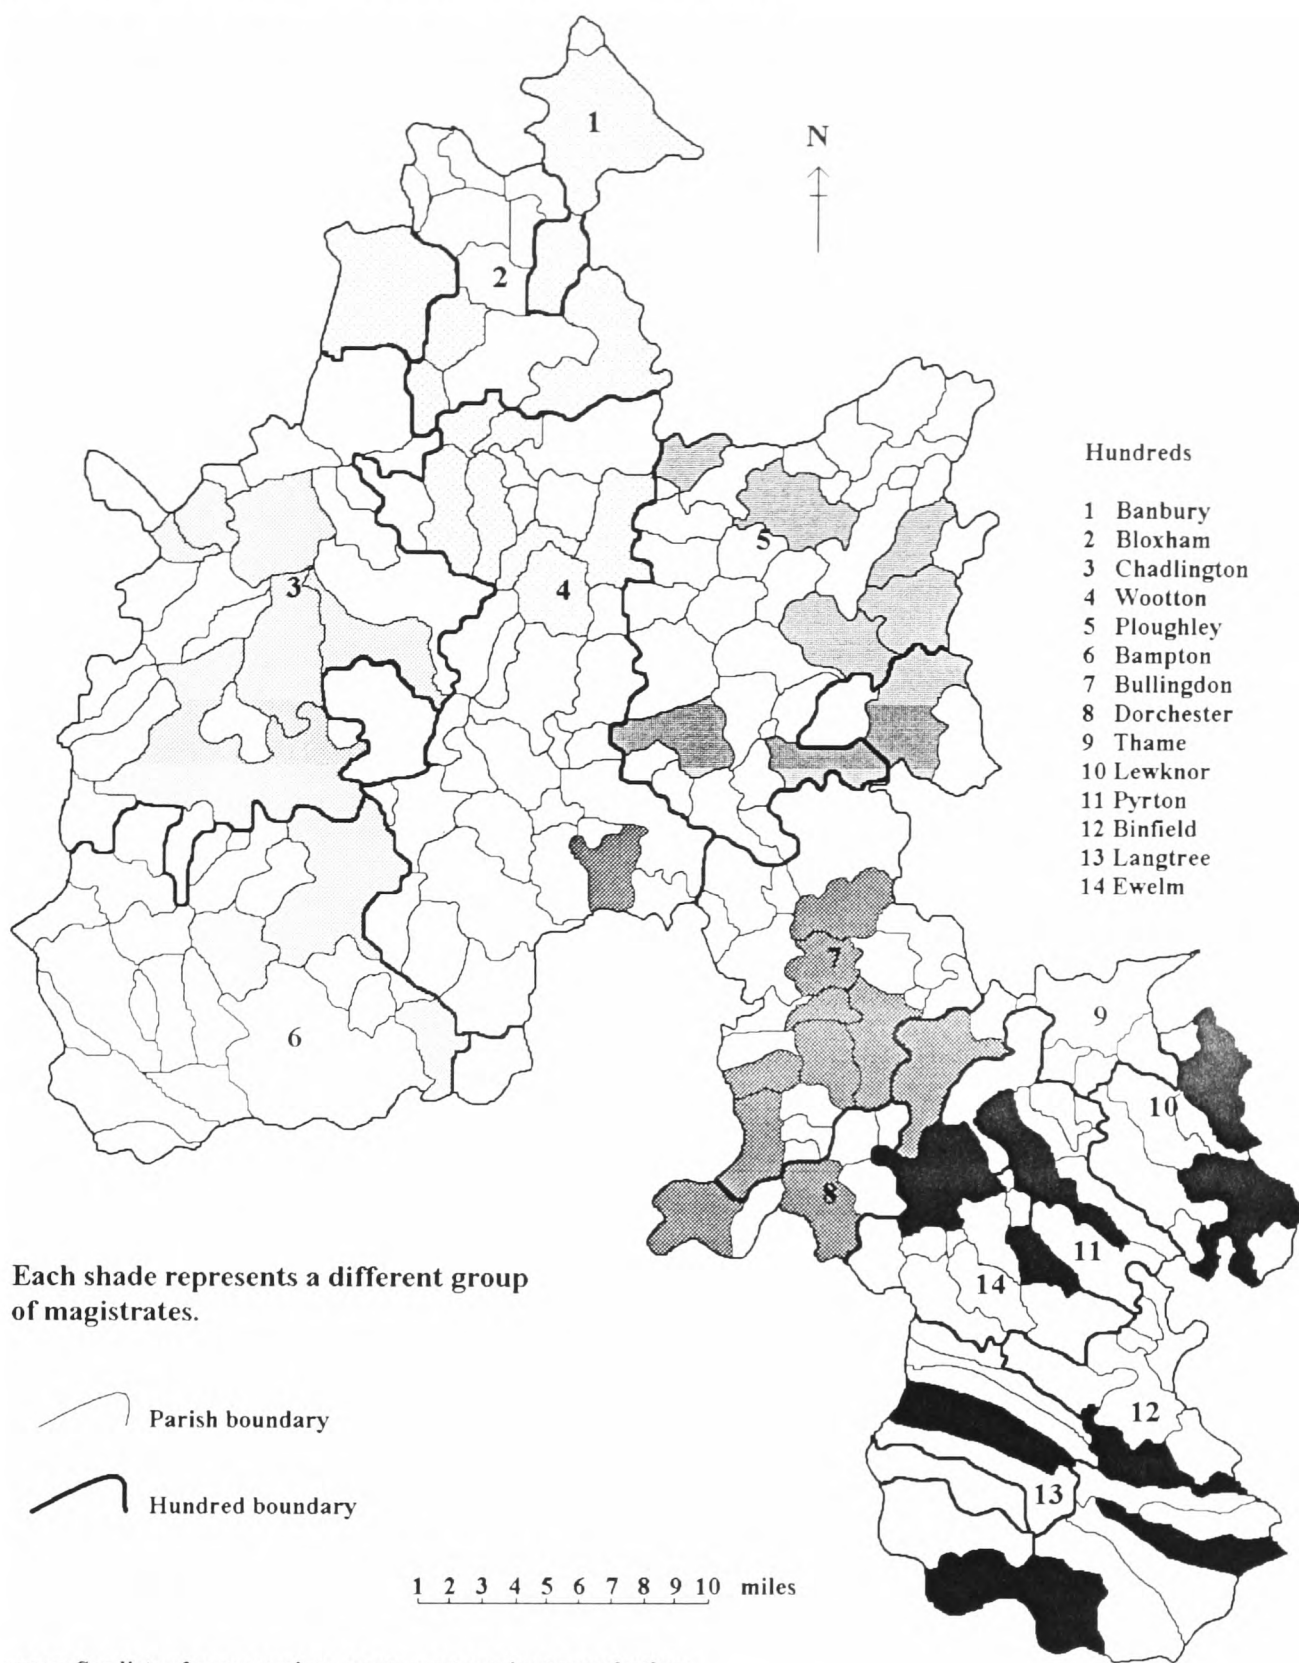 1
N
2
Hundreds
1 Banbury
2 Bloxham
3 Chadlington
4 Wootton
5 Ploughley
6 Bampton
7 Bullingdon
8 Dorchester
9 Thame
10 Lewknor
11 Pyrton
12 Binfield
13 Langtree
14 Ewelm
5
3
4
7
9
6
10
8
11
14
Each shade represents a different group
of magistrates.
12
Parish boundary
13
Hundred boundary
1 2 3 4 5 6 7 8 9 10 miles